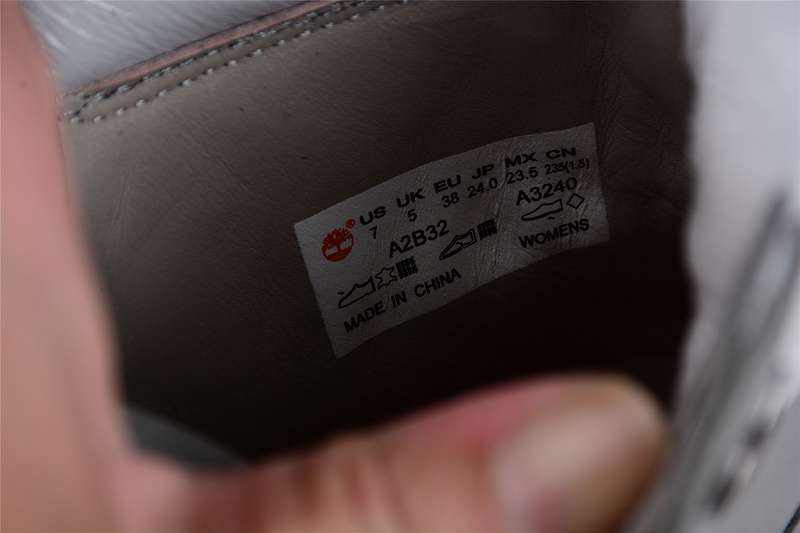 ® US UK EU JP MX CN
7 5 38 24.0 23.5 235(1.5)
A2B32 A3240
WOMENS
MADE IN CHINA